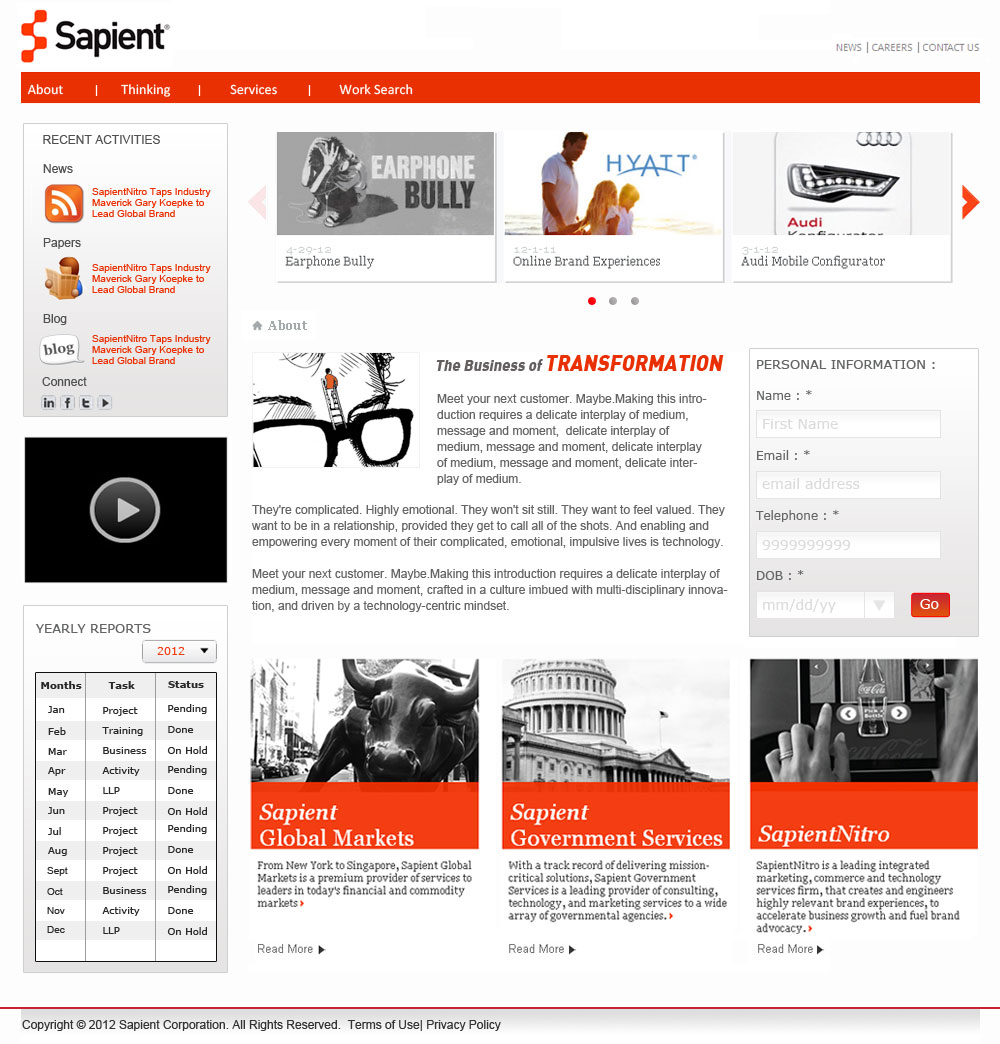 Sapient®
NEWS | CAREERS | CONTACT US
About | Thinking | Services | Work Search
RECENT ACTIVITIES
News
SapientNitro Taps Industry
Maverick Gary Koepke to
Lead Global Brand
Papers
SapientNitro Taps Industry
Maverick Gary Koepke to
Lead Global Brand
Blog
blog
SapientNitro Taps Industry
Maverick Gary Koepke to
Lead Global Brand
Connect
in f t
EARPHONE
BULLY
4-29-12
Earphone Bully
HYATT®
12-1-11
Online Brand Experiences
Audi
Konfigurator
3-1-12
Audi Mobile Configurator
About
The Business of TRANSFORMATION
Meet your next customer. Maybe.Making this intro-
duction requires a delicate interplay of medium,
message and moment,  delicate interplay of
medium, message and moment, delicate interplay
of medium, message and moment, delicate inter-
play of medium.
They're complicated. Highly emotional. They won't sit still. They want to feel valued. They
want to be in a relationship, provided they get to call all of the shots. And enabling and
empowering every moment of their complicated, emotional, impulsive lives is technology.
Meet your next customer. Maybe.Making this introduction requires a delicate interplay of
medium, message and moment, crafted in a culture imbued with multi-disciplinary innova-
tion, and driven by a technology-centric mindset.
PERSONAL INFORMATION :
Name : *
First Name
Email : *
email address
Telephone : *
9999999999
DOB : *
mm/dd/yy
Go
YEARLY REPORTS
2012
Months Task Status
Jan Project Pending
Feb Training Done
Mar Business On Hold
Apr Activity Pending
May LLP Done
Jun Project On Hold
Jul Project Pending
Aug Project Done
Sept Project On Hold
Oct Business Pending
Nov Activity Done
Dec LLP On Hold
Sapient
Global Markets
From New York to Singapore, Sapient Global
Markets is a premium provider of services to
leaders in today's financial and commodity
markets
Read More
Sapient
Government Services
With a track record of delivering mission-
critical solutions, Sapient Government
Services is a leading provider of consulting,
technology, and marketing services to a wide
array of governmental agencies.
Read More
Coca-Cola
Pick a
Bottle
Coca-Cola
SapientNitro
SapientNitro is a leading integrated
marketing, commerce and technology
services firm, that creates and engineers
highly relevant brand experiences, to
accelerate business growth and fuel brand
advocacy.
Read More
Copyright © 2012 Sapient Corporation. All Rights Reserved.  Terms of Use| Privacy Policy